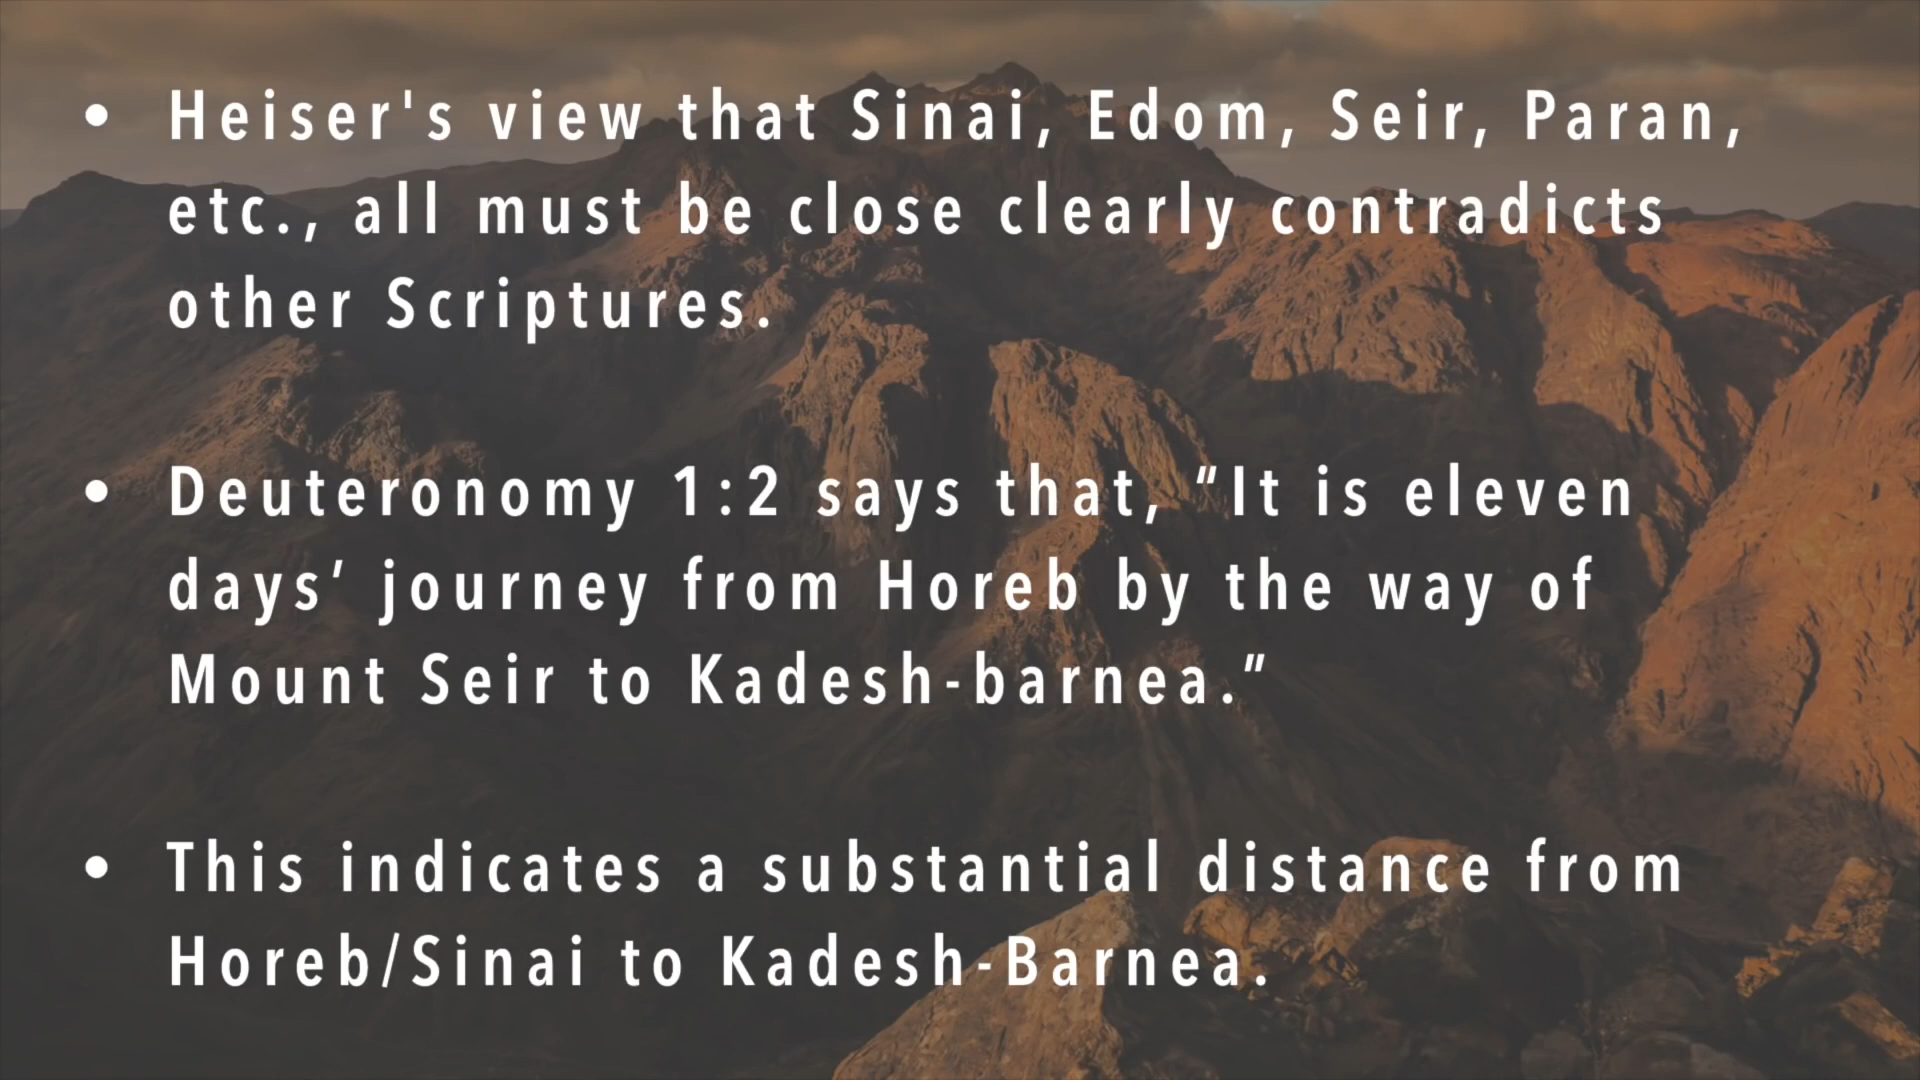 • Heiser's view that Sinai, Edom, Seir, Paran,
etc., all must be close clearly contradicts
other Scriptures.
• Deuteronomy 1:2 says that, “It is eleven
days’ journey from Horeb by the way of
Mount Seir to Kadesh-barnea.”
• This indicates a substantial distance from
Horeb/Sinai to Kadesh-Barnea.